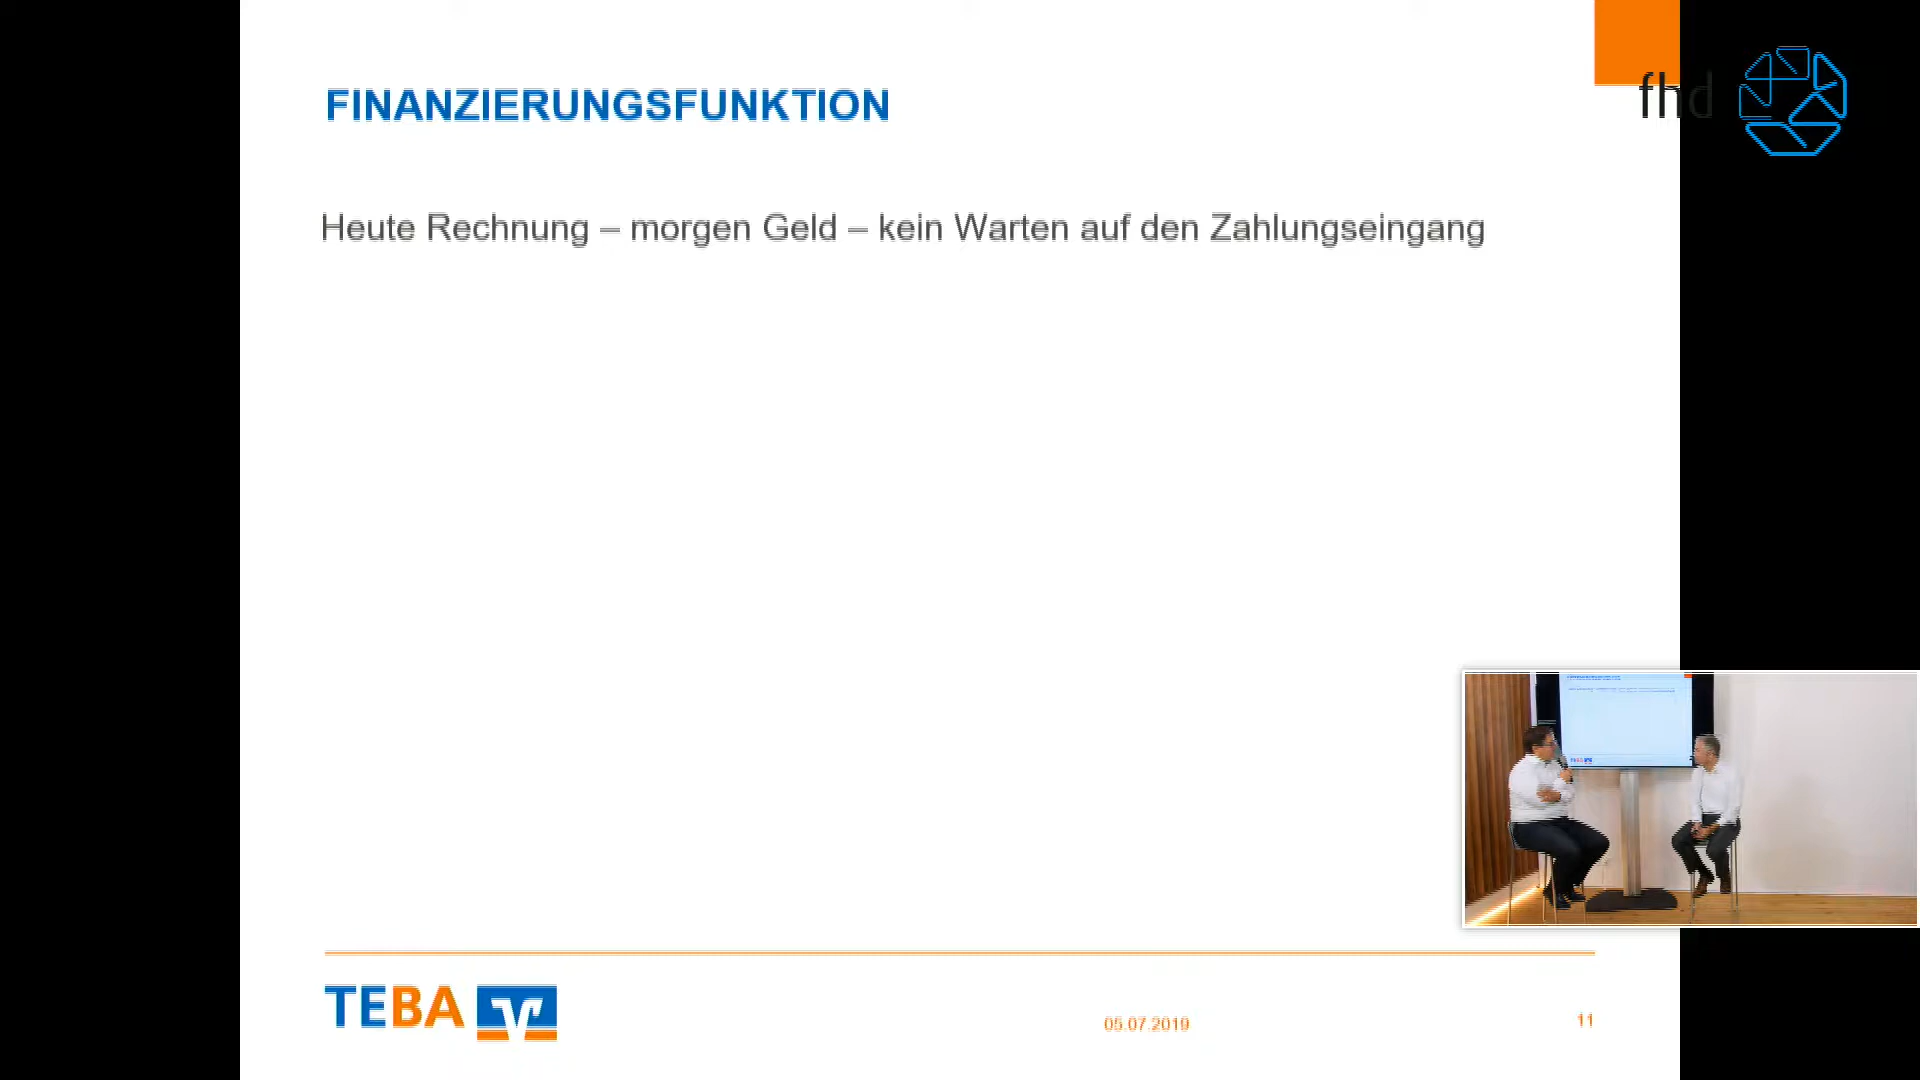 FINANZIERUNGSFUNKTION
fhd
Heute Rechnung – morgen Geld – kein Warten auf den Zahlungseingang
TEBA
05.07.2019
11